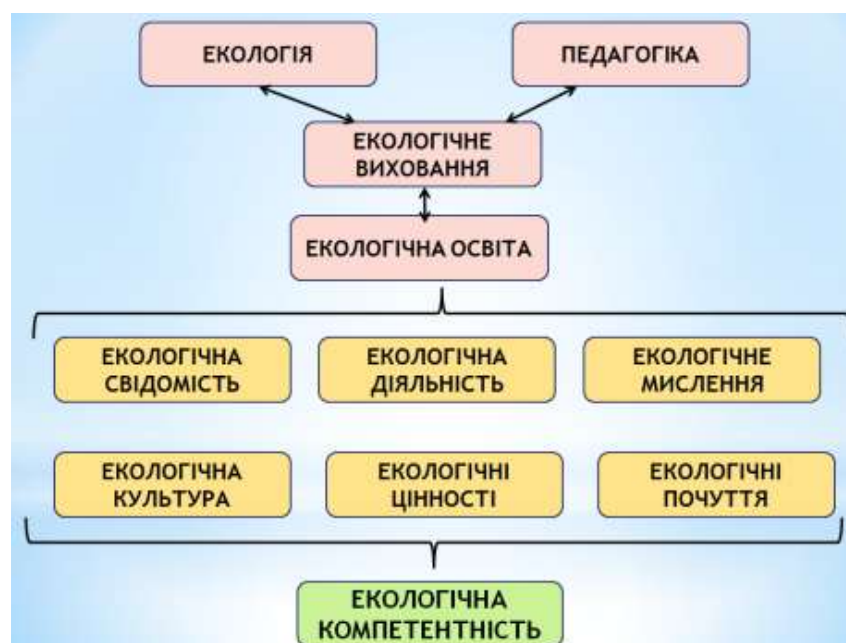 ЕКОЛОГІЯ
ПЕДАГОГІКА
ЕКОЛОГІЧНЕ
ВИХОВАННЯ
ЕКОЛОГІЧНА ОСВІТА
ЕКОЛОГІЧНА
СВІДОМІСТЬ
ЕКОЛОГІЧНА
ДІЯЛЬНІСТЬ
ЕКОЛОГІЧНЕ
МИСЛЕННЯ
ЕКОЛОГІЧНА
КУЛЬТУРА
ЕКОЛОГІЧНІ
ЦІННОСТІ
ЕКОЛОГІЧНІ
ПОЧУТТЯ
ЕКОЛОГІЧНА
КОМПЕТЕНТНІСТЬ